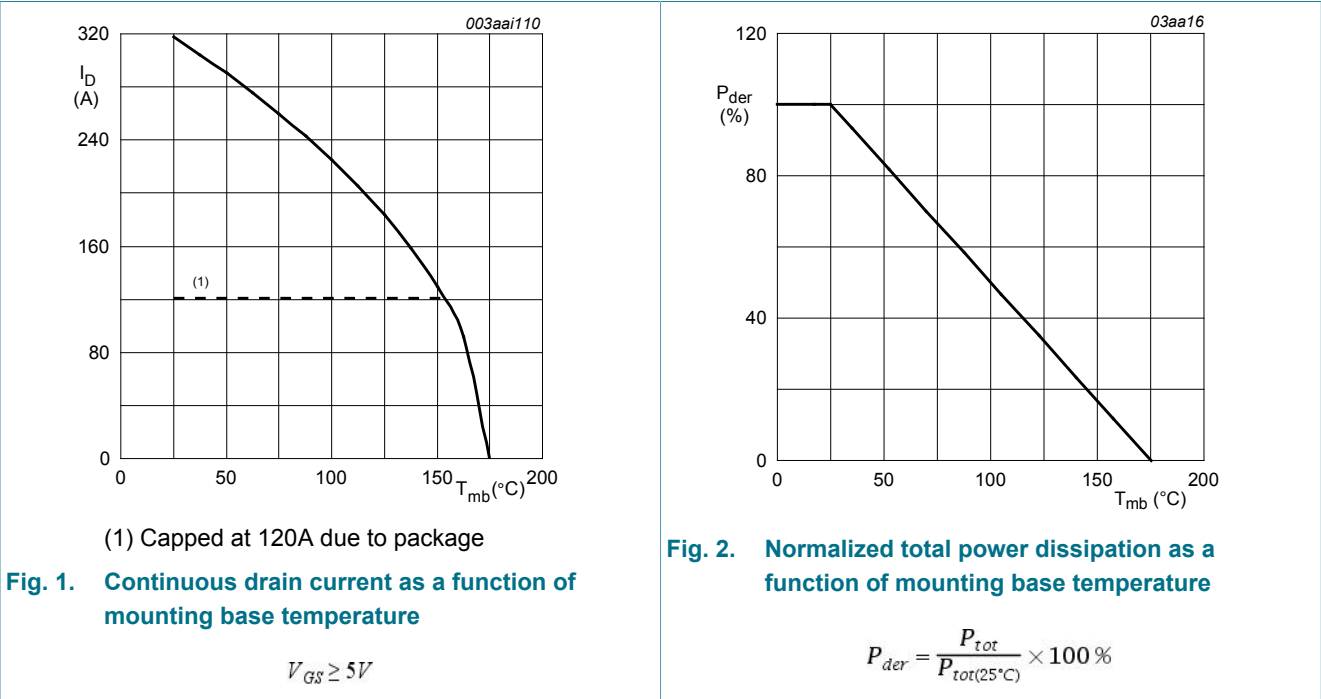 003aai110
320
I_D
(A)
240
160
(1)
80
0
0 50 100 150 T_mb(°C) 200
(1) Capped at 120A due to package
Fig. 1. Continuous drain current as a function of
mounting base temperature
V_GS ≥ 5V
03aa16
120
P_der
(%)
80
40
0
0 50 100 150 200
T_mb (°C)
Fig. 2. Normalized total power dissipation as a
function of mounting base temperature
P_der = P_tot / P_tot(25°C) × 100 %